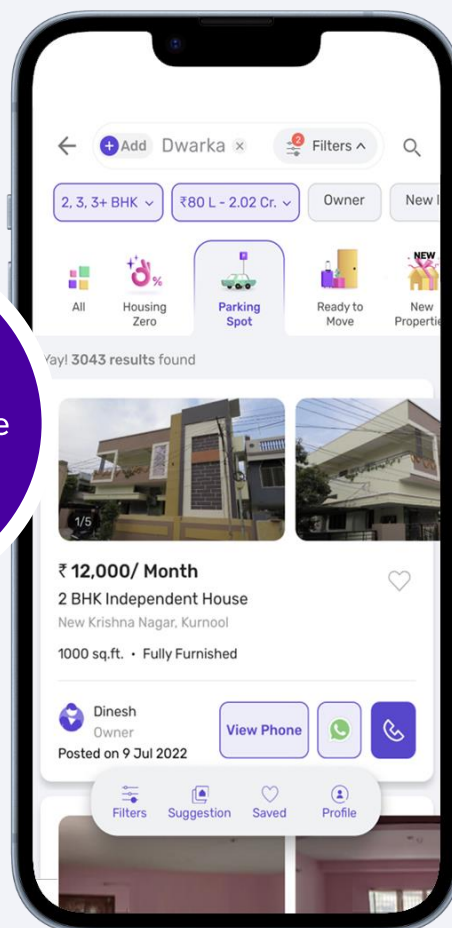 + Add Dwarka × 2 Filters
2, 3, 3+ BHK ₹80 L - 2.02 Cr. Owner New
All
Housing
Zero
P
Parking
Spot
Ready to
Move
NEW
New
Properti
Yay! 3043 results found
e
1/5
₹ 12,000/ Month
2 BHK Independent House
New Krishna Nagar, Kurnool
1000 sq.ft. • Fully Furnished
Dinesh
Owner
Posted on 9 Jul 2022
View Phone
Filters Suggestion Saved Profile